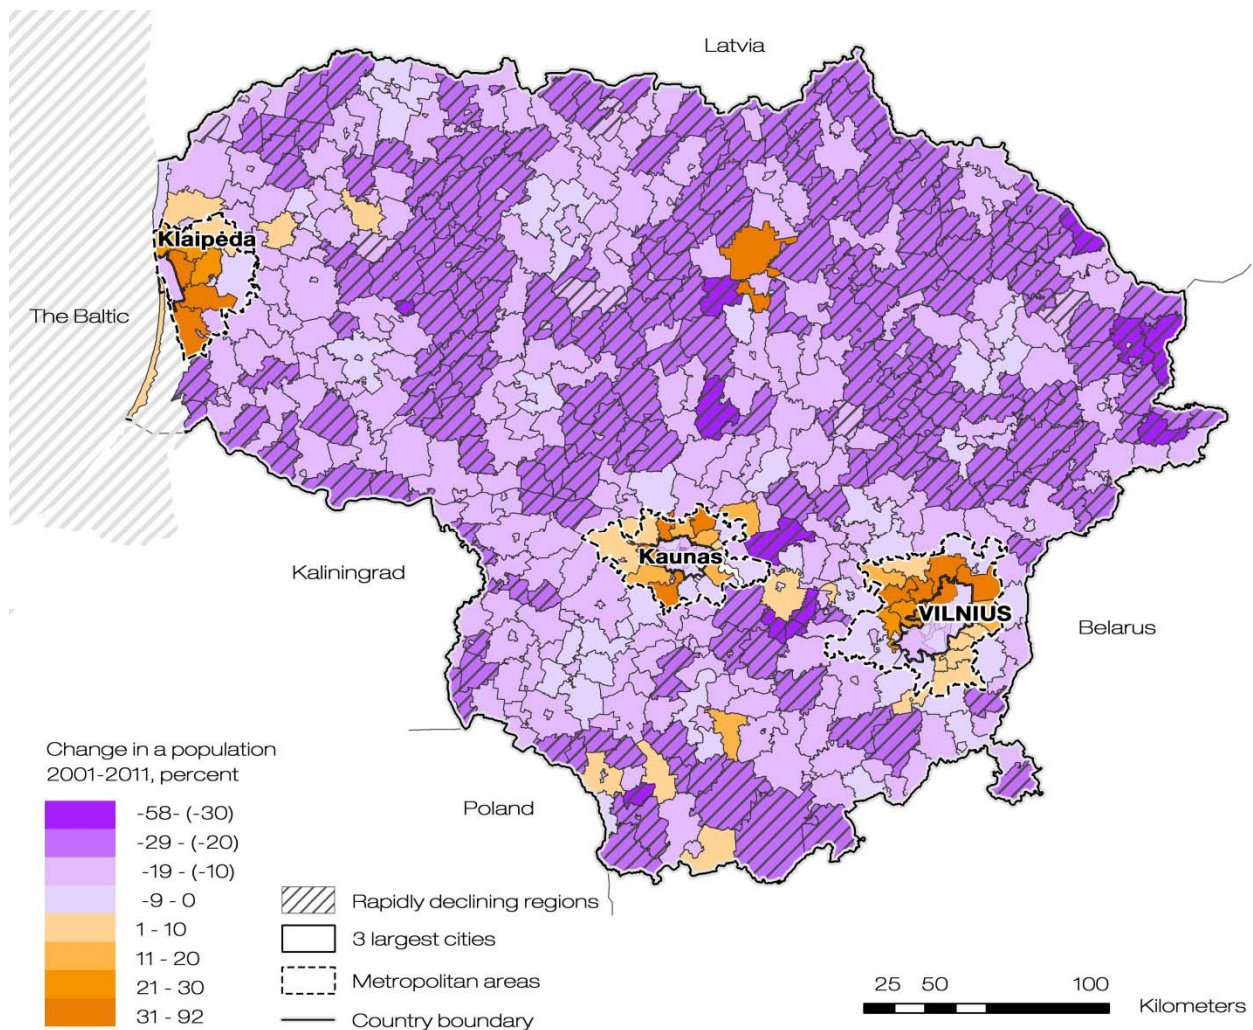 Latvia
Klaipėda
The Baltic
Kaunas
Kaliningrad
VILNIUS
Belarus
Poland
Change in a population
2001-2011, percent
-58- (-30)
-29 - (-20)
-19 - (-10)
-9 - 0
1 - 10
11 - 20
21 - 30
31 - 92
Rapidly declining regions
3 largest cities
Metropolitan areas
Country boundary
25 50 100
Kilometers